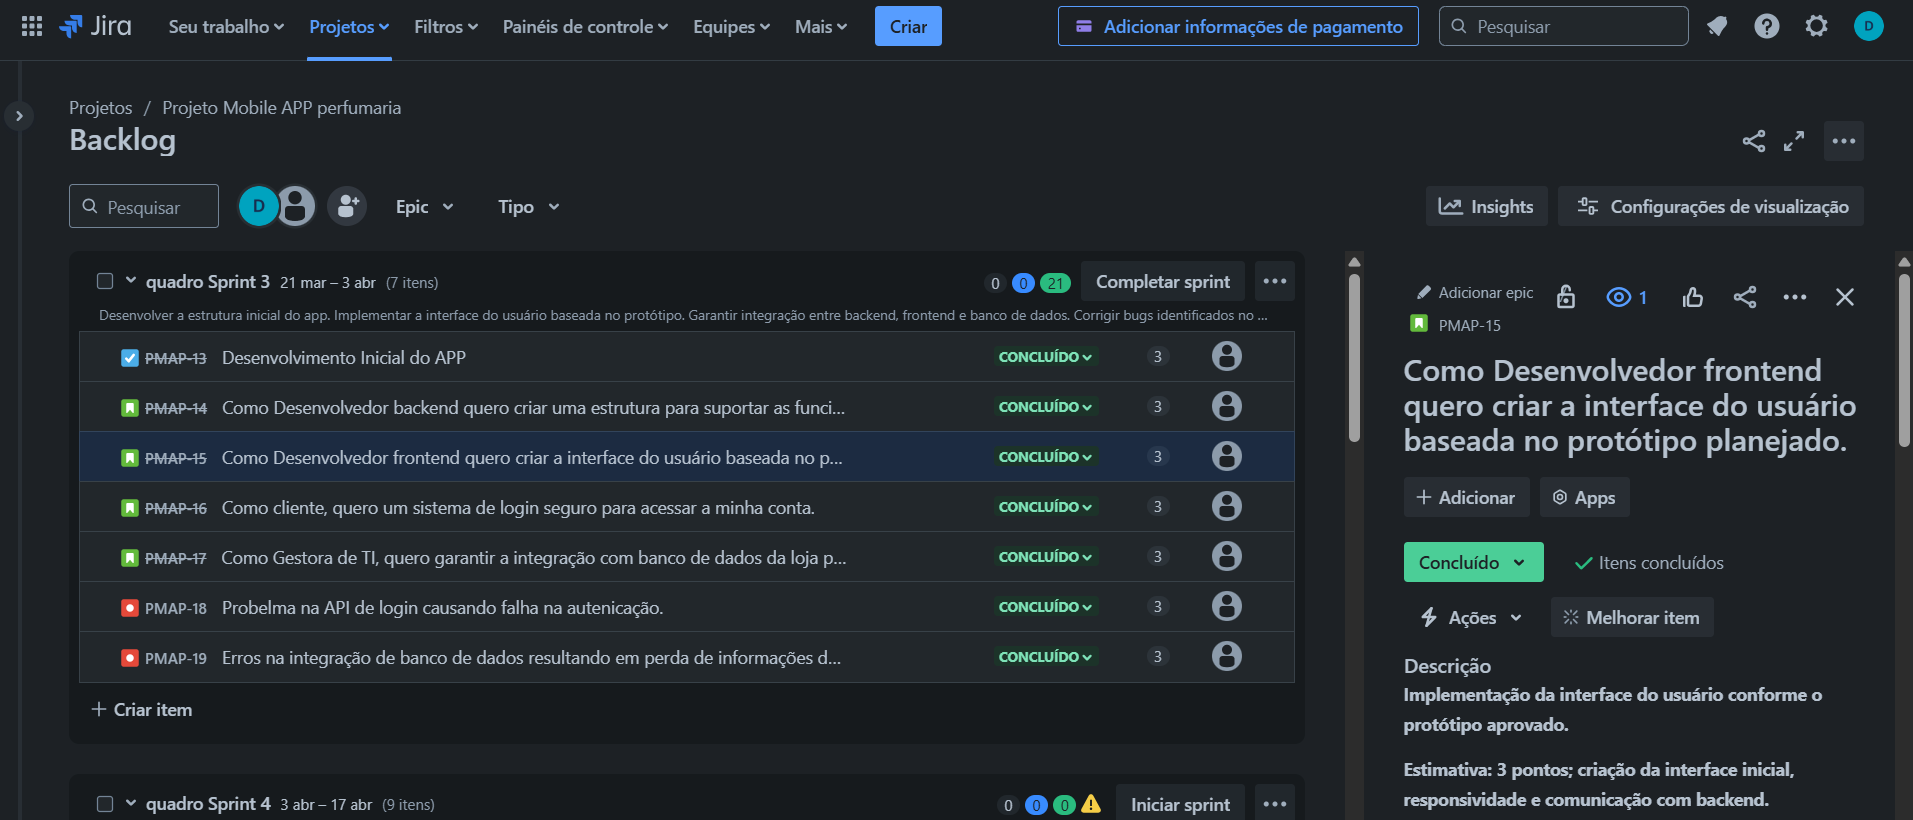 Jira
Seu trabalho
Projetos
Filtros
Painéis de controle
Equipes
Mais
Criar
Adicionar informações de pagamento
Pesquisar
D
Projetos / Projeto Mobile APP perfumaria
Backlog
Pesquisar
D
Epic
Tipo
Insights
Configurações de visualização
quadro Sprint 3 21 mar – 3 abr (7 itens)
0 0 21
Completar sprint
Desenvolver a estrutura inicial do app. Implementar a interface do usuário baseada no protótipo. Garantir integração entre backend, frontend e banco de dados. Corrigir bugs identificados no ...
PMAP-13 Desenvolvimento Inicial do APP CONCLUÍDO 3
PMAP-14 Como Desenvolvedor backend quero criar uma estrutura para suportar as funci... CONCLUÍDO 3
PMAP-15 Como Desenvolvedor frontend quero criar a interface do usuário baseada no p... CONCLUÍDO 3
PMAP-16 Como cliente, quero um sistema de login seguro para acessar a minha conta. CONCLUÍDO 3
PMAP-17 Como Gestora de TI, quero garantir a integração com banco de dados da loja p... CONCLUÍDO 3
PMAP-18 Probelma na API de login causando falha na autenicação. CONCLUÍDO 3
PMAP-19 Erros na integração de banco de dados resultando em perda de informações d... CONCLUÍDO 3
+ Criar item
quadro Sprint 4 3 abr – 17 abr (9 itens)
0 0 0
Iniciar sprint
Adicionar epic
1
PMAP-15
Como Desenvolvedor frontend
quero criar a interface do usuário
baseada no protótipo planejado.
+ Adicionar
Apps
Concluído
Itens concluídos
Ações
Melhorar item
Descrição
Implementação da interface do usuário conforme o
protótipo aprovado.
Estimativa: 3 pontos; criação da interface inicial,
responsividade e comunicação com backend.